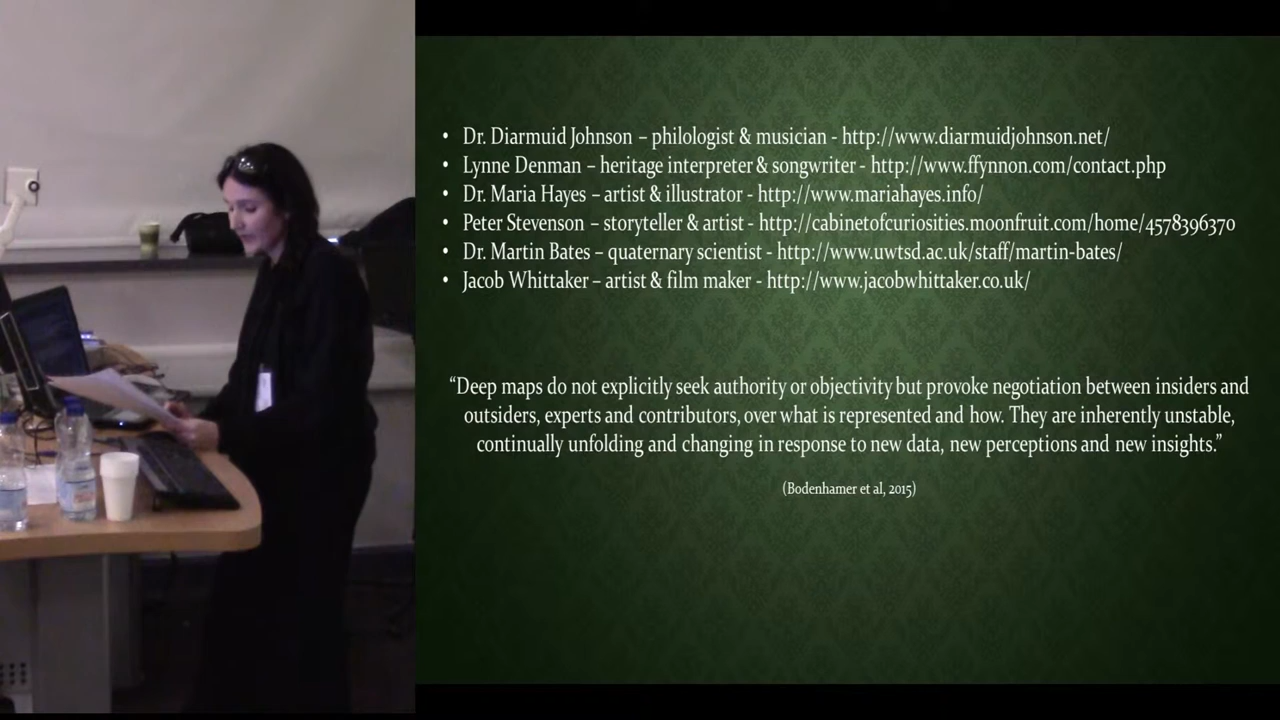 • Dr. Diarmuid Johnson – philologist & musician - http://www.diarmuidjohnson.net/
• Lynne Denman – heritage interpreter & songwriter - http://www.ffynnon.com/contact.php
• Dr. Maria Hayes – artist & illustrator - http://www.mariahayes.info/
• Peter Stevenson – storyteller & artist - http://cabinetofcuriosities.moonfruit.com/home/4578396370
• Dr. Martin Bates – quaternary scientist - http://www.uwtsd.ac.uk/staff/martin-bates/
• Jacob Whittaker – artist & film maker - http://www.jacobwhittaker.co.uk/
“Deep maps do not explicitly seek authority or objectivity but provoke negotiation between insiders and
outsiders, experts and contributors, over what is represented and how. They are inherently unstable,
continually unfolding and changing in response to new data, new perceptions and new insights.”
(Bodenhamer et al, 2015)